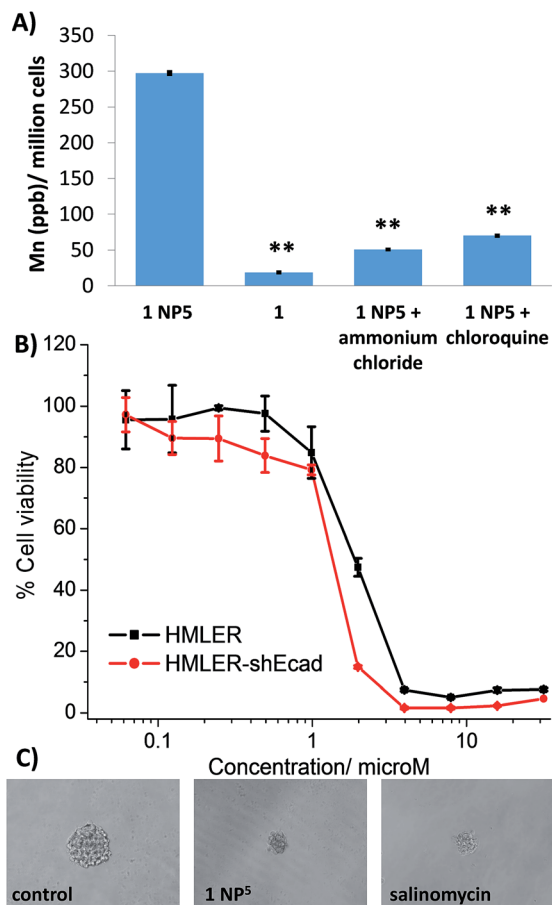 A)
Mn (ppb)/ million cells
350
300
250
200
150
100
50
0
**
**
**
1 NP5
1
1 NP5 +
ammonium
chloride
1 NP5 +
chloroquine
B)
% Cell viability
120
100
80
60
40
20
0
HMLER
HMLER-shEcad
0.1
1
10
Concentration/ microM
C)
control
1 NP⁵
salinomycin